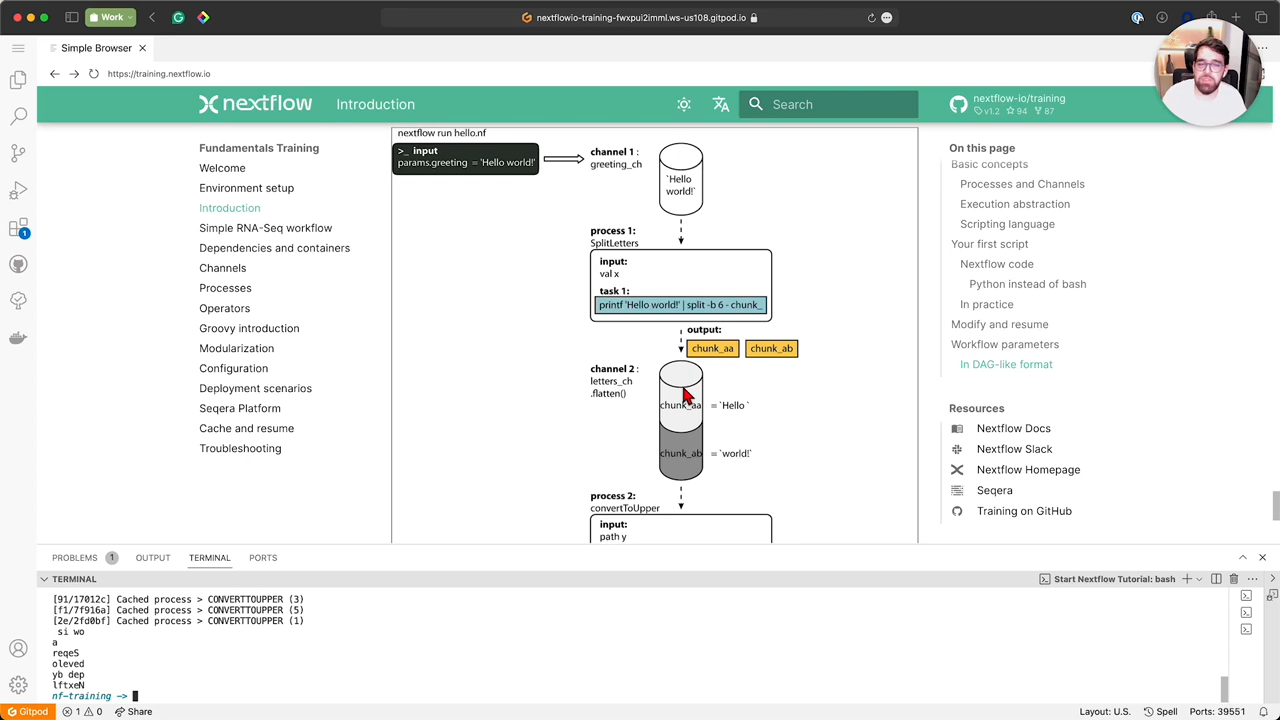 Work
nextflowio-training-fwxpui2imml.ws-us108.gitpod.io
Simple Browser
https://training.nextflow.io
nextflow
Introduction
Search
nextflow-io/training
v1.2 94 87
Fundamentals Training
Welcome
Environment setup
Introduction
Simple RNA-Seq workflow
Dependencies and containers
Channels
Processes
Operators
Groovy introduction
Modularization
Configuration
Deployment scenarios
Seqera Platform
Cache and resume
Troubleshooting
nextflow run hello.nf
>_ input
params.greeting = 'Hello world!'
channel 1 :
greeting_ch
`Hello
world!`
process 1:
SplitLetters
input:
val x
task 1:
printf 'Hello world!' | split -b 6 - chunk_
output:
chunk_aa chunk_ab
channel 2 :
letters_ch
.flatten()
chunk_aa = `Hello `
chunk_ab = `world!`
process 2:
convertToUpper
input:
path y
On this page
Basic concepts
Processes and Channels
Execution abstraction
Scripting language
Your first script
Nextflow code
Python instead of bash
In practice
Modify and resume
Workflow parameters
In DAG-like format
Resources
Nextflow Docs
Nextflow Slack
Nextflow Homepage
Seqera
Training on GitHub
1
PROBLEMS 1 OUTPUT TERMINAL PORTS
TERMINAL
Start Nextflow Tutorial: bash
[91/17012c] Cached process > CONVERTTOUPPER (3)
[f1/7f916a] Cached process > CONVERTTOUPPER (5)
[2e/2fd0bf] Cached process > CONVERTTOUPPER (1)
si wo
a
reqeS
oleved
yb dep
lftxeN
nf-training ->
Gitpod 1 0 Share
Layout: U.S. Spell Ports: 39551